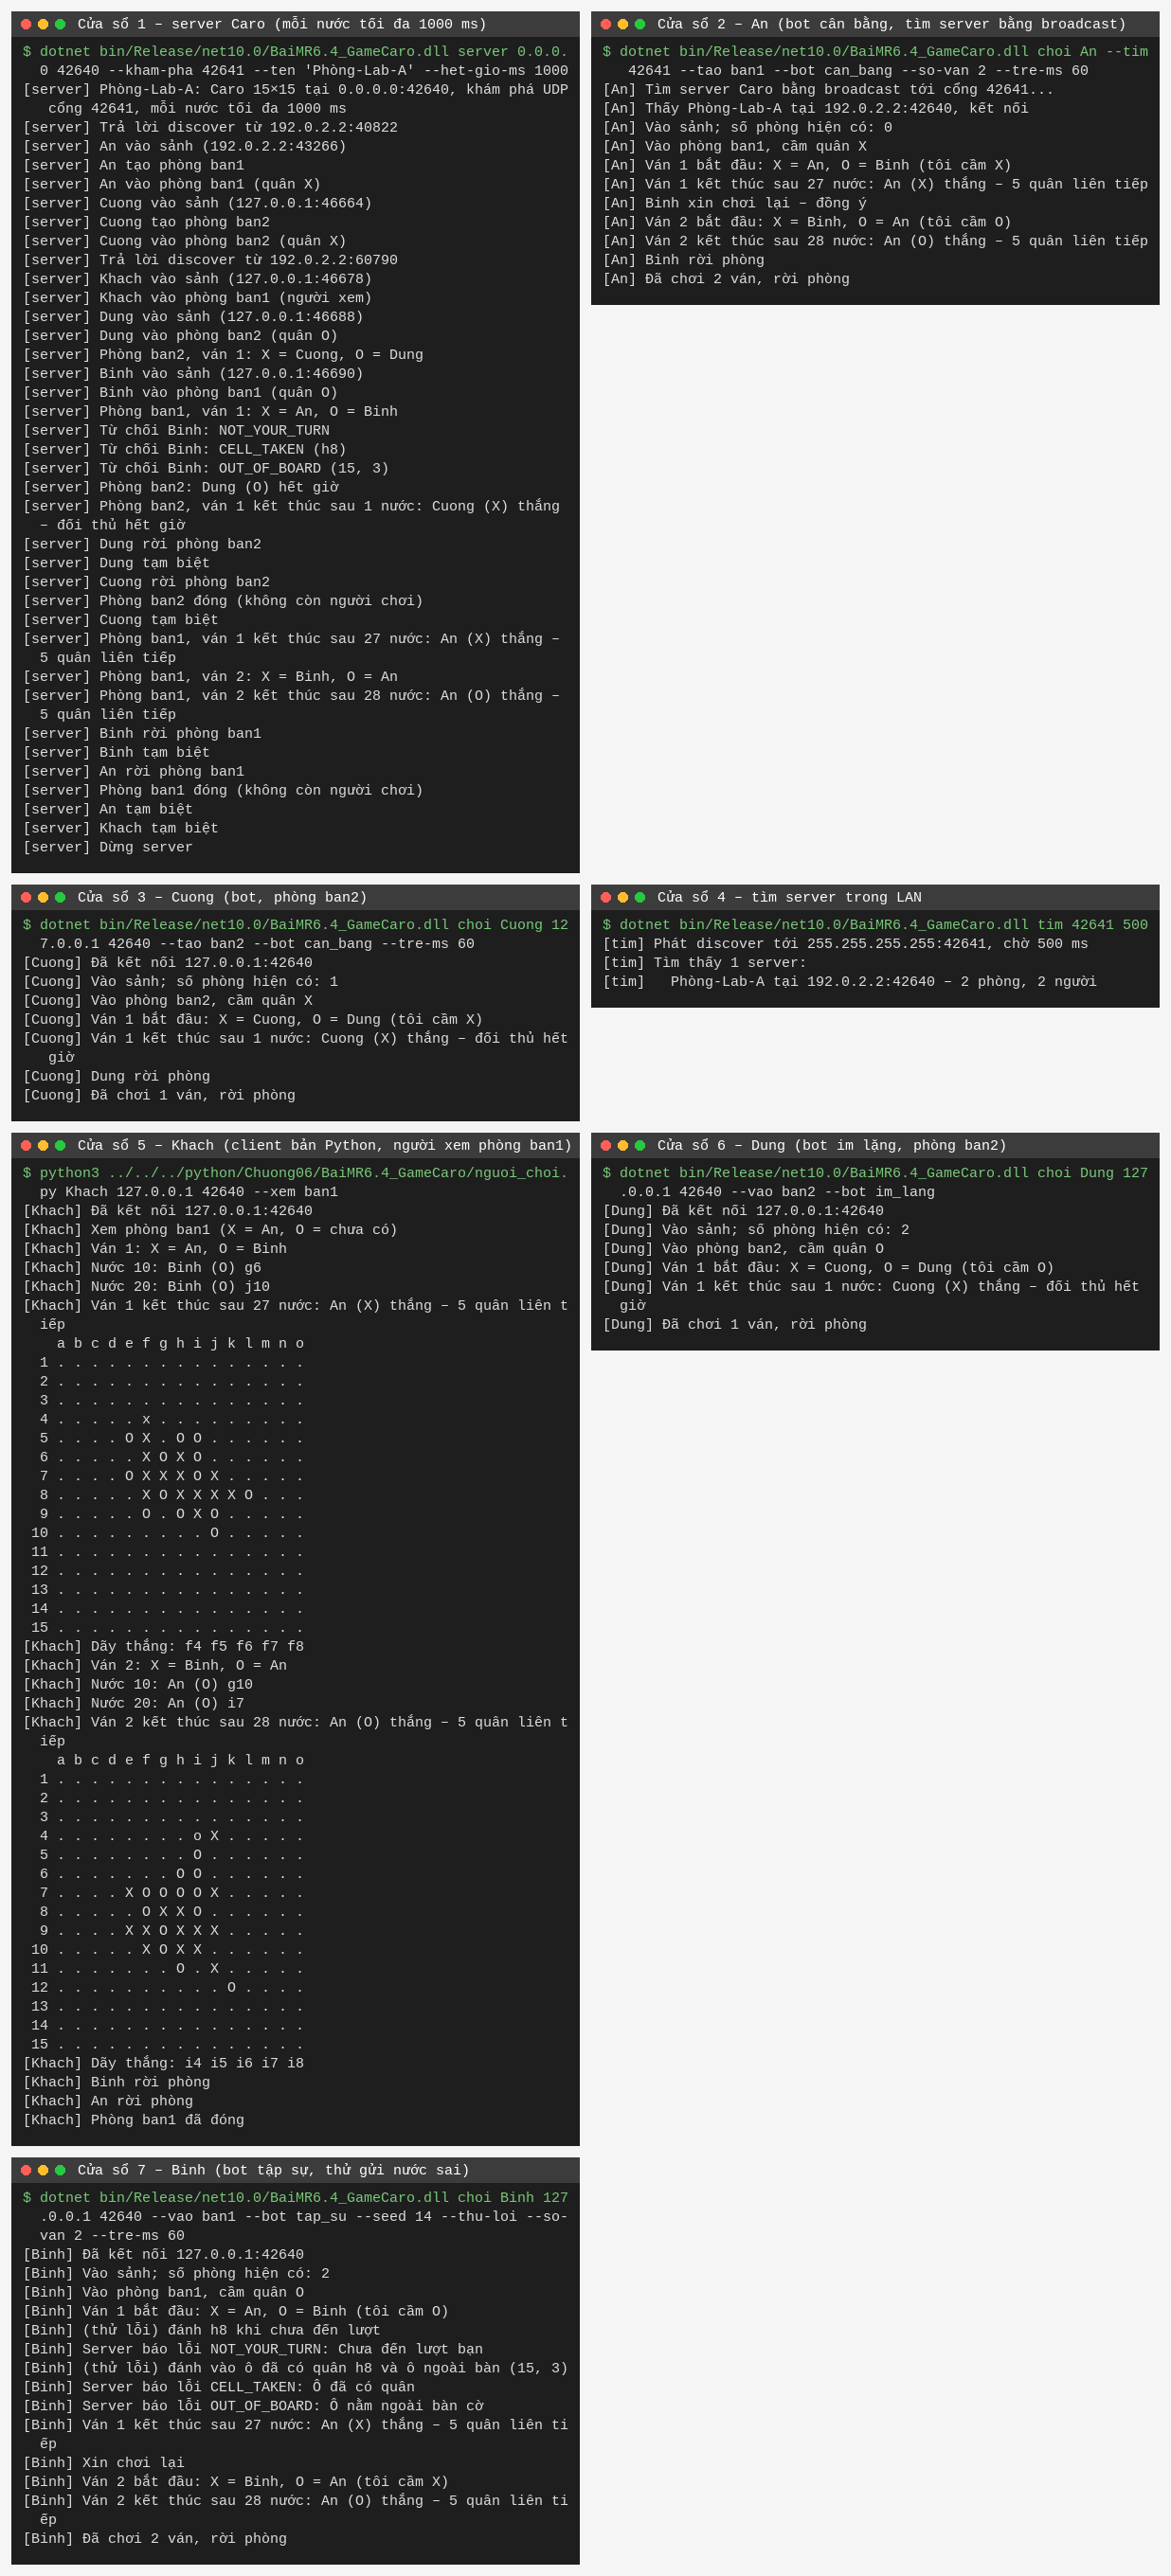 Cửa sổ 1 – server Caro (mỗi nước tối đa 1000 ms)
$ dotnet bin/Release/net10.0/BaiMR6.4_GameCaro.dll server 0.0.0.
0 42640 --kham-pha 42641 --ten 'Phòng-Lab-A' --het-gio-ms 1000
[server] Phòng-Lab-A: Caro 15×15 tại 0.0.0.0:42640, khám phá UDP
cổng 42641, mỗi nước tối đa 1000 ms
[server] Trả lời discover từ 192.0.2.2:40822
[server] An vào sảnh (192.0.2.2:43266)
[server] An tạo phòng ban1
[server] An vào phòng ban1 (quân X)
[server] Cuong vào sảnh (127.0.0.1:46664)
[server] Cuong tạo phòng ban2
[server] Cuong vào phòng ban2 (quân X)
[server] Trả lời discover từ 192.0.2.2:60790
[server] Khach vào sảnh (127.0.0.1:46678)
[server] Khach vào phòng ban1 (người xem)
[server] Dung vào sảnh (127.0.0.1:46688)
[server] Dung vào phòng ban2 (quân O)
[server] Phòng ban2, ván 1: X = Cuong, O = Dung
[server] Binh vào sảnh (127.0.0.1:46690)
[server] Binh vào phòng ban1 (quân O)
[server] Phòng ban1, ván 1: X = An, O = Binh
[server] Từ chối Binh: NOT_YOUR_TURN
[server] Từ chối Binh: CELL_TAKEN (h8)
[server] Từ chối Binh: OUT_OF_BOARD (15, 3)
[server] Phòng ban2: Dung (O) hết giờ
[server] Phòng ban2, ván 1 kết thúc sau 1 nước: Cuong (X) thắng
– đối thủ hết giờ
[server] Dung rời phòng ban2
[server] Dung tạm biệt
[server] Cuong rời phòng ban2
[server] Phòng ban2 đóng (không còn người chơi)
[server] Cuong tạm biệt
[server] Phòng ban1, ván 1 kết thúc sau 27 nước: An (X) thắng –
5 quân liên tiếp
[server] Phòng ban1, ván 2: X = Binh, O = An
[server] Phòng ban1, ván 2 kết thúc sau 28 nước: An (O) thắng –
5 quân liên tiếp
[server] Binh rời phòng ban1
[server] Binh tạm biệt
[server] An rời phòng ban1
[server] Phòng ban1 đóng (không còn người chơi)
[server] An tạm biệt
[server] Khach tạm biệt
[server] Dừng server
Cửa sổ 2 – An (bot cân bằng, tìm server bằng broadcast)
$ dotnet bin/Release/net10.0/BaiMR6.4_GameCaro.dll choi An --tim
42641 --tao ban1 --bot can_bang --so-van 2 --tre-ms 60
[An] Tìm server Caro bằng broadcast tới cổng 42641...
[An] Thấy Phòng-Lab-A tại 192.0.2.2:42640, kết nối
[An] Vào sảnh; số phòng hiện có: 0
[An] Vào phòng ban1, cầm quân X
[An] Ván 1 bắt đầu: X = An, O = Binh (tôi cầm X)
[An] Ván 1 kết thúc sau 27 nước: An (X) thắng – 5 quân liên tiếp
[An] Binh xin chơi lại – đồng ý
[An] Ván 2 bắt đầu: X = Binh, O = An (tôi cầm O)
[An] Ván 2 kết thúc sau 28 nước: An (O) thắng – 5 quân liên tiếp
[An] Binh rời phòng
[An] Đã chơi 2 ván, rời phòng
Cửa sổ 3 – Cuong (bot, phòng ban2)
$ dotnet bin/Release/net10.0/BaiMR6.4_GameCaro.dll choi Cuong 12
7.0.0.1 42640 --tao ban2 --bot can_bang --tre-ms 60
[Cuong] Đã kết nối 127.0.0.1:42640
[Cuong] Vào sảnh; số phòng hiện có: 1
[Cuong] Vào phòng ban2, cầm quân X
[Cuong] Ván 1 bắt đầu: X = Cuong, O = Dung (tôi cầm X)
[Cuong] Ván 1 kết thúc sau 1 nước: Cuong (X) thắng – đối thủ hết
giờ
[Cuong] Dung rời phòng
[Cuong] Đã chơi 1 ván, rời phòng
Cửa sổ 4 – tìm server trong LAN
$ dotnet bin/Release/net10.0/BaiMR6.4_GameCaro.dll tim 42641 500
[tim] Phát discover tới 255.255.255.255:42641, chờ 500 ms
[tim] Tìm thấy 1 server:
[tim]   Phòng-Lab-A tại 192.0.2.2:42640 – 2 phòng, 2 người
Cửa sổ 5 – Khach (client bản Python, người xem phòng ban1)
$ python3 ../../../python/Chuong06/BaiMR6.4_GameCaro/nguoi_choi.
py Khach 127.0.0.1 42640 --xem ban1
[Khach] Đã kết nối 127.0.0.1:42640
[Khach] Xem phòng ban1 (X = An, O = chưa có)
[Khach] Ván 1: X = An, O = Binh
[Khach] Nước 10: Binh (O) g6
[Khach] Nước 20: Binh (O) j10
[Khach] Ván 1 kết thúc sau 27 nước: An (X) thắng – 5 quân liên t
iếp
a b c d e f g h i j k l m n o
1 . . . . . . . . . . . . . . .
2 . . . . . . . . . . . . . . .
3 . . . . . . . . . . . . . . .
4 . . . . . x . . . . . . . . .
5 . . . . O X . O O . . . . . .
6 . . . . . X O X O . . . . . .
7 . . . . O X X X O X . . . . .
8 . . . . . X O X X X X O . . .
9 . . . . . O . O X O . . . . .
10 . . . . . . . . . O . . . . .
11 . . . . . . . . . . . . . . .
12 . . . . . . . . . . . . . . .
13 . . . . . . . . . . . . . . .
14 . . . . . . . . . . . . . . .
15 . . . . . . . . . . . . . . .
[Khach] Dãy thắng: f4 f5 f6 f7 f8
[Khach] Ván 2: X = Binh, O = An
[Khach] Nước 10: An (O) g10
[Khach] Nước 20: An (O) i7
[Khach] Ván 2 kết thúc sau 28 nước: An (O) thắng – 5 quân liên t
iếp
a b c d e f g h i j k l m n o
1 . . . . . . . . . . . . . . .
2 . . . . . . . . . . . . . . .
3 . . . . . . . . . . . . . . .
4 . . . . . . . . o X . . . . .
5 . . . . . . . . O . . . . . .
6 . . . . . . . O O . . . . . .
7 . . . . X O O O O X . . . . .
8 . . . . . O X X O . . . . . .
9 . . . . X X O X X X . . . . .
10 . . . . . X O X X . . . . . .
11 . . . . . . . O . X . . . . .
12 . . . . . . . . . . O . . . .
13 . . . . . . . . . . . . . . .
14 . . . . . . . . . . . . . . .
15 . . . . . . . . . . . . . . .
[Khach] Dãy thắng: i4 i5 i6 i7 i8
[Khach] Binh rời phòng
[Khach] An rời phòng
[Khach] Phòng ban1 đã đóng
Cửa sổ 6 – Dung (bot im lặng, phòng ban2)
$ dotnet bin/Release/net10.0/BaiMR6.4_GameCaro.dll choi Dung 127
.0.0.1 42640 --vao ban2 --bot im_lang
[Dung] Đã kết nối 127.0.0.1:42640
[Dung] Vào sảnh; số phòng hiện có: 2
[Dung] Vào phòng ban2, cầm quân O
[Dung] Ván 1 bắt đầu: X = Cuong, O = Dung (tôi cầm O)
[Dung] Ván 1 kết thúc sau 1 nước: Cuong (X) thắng – đối thủ hết
giờ
[Dung] Đã chơi 1 ván, rời phòng
Cửa sổ 7 – Binh (bot tập sự, thử gửi nước sai)
$ dotnet bin/Release/net10.0/BaiMR6.4_GameCaro.dll choi Binh 127
.0.0.1 42640 --vao ban1 --bot tap_su --seed 14 --thu-loi --so-
van 2 --tre-ms 60
[Binh] Đã kết nối 127.0.0.1:42640
[Binh] Vào sảnh; số phòng hiện có: 2
[Binh] Vào phòng ban1, cầm quân O
[Binh] Ván 1 bắt đầu: X = An, O = Binh (tôi cầm O)
[Binh] (thử lỗi) đánh h8 khi chưa đến lượt
[Binh] Server báo lỗi NOT_YOUR_TURN: Chưa đến lượt bạn
[Binh] (thử lỗi) đánh vào ô đã có quân h8 và ô ngoài bàn (15, 3)
[Binh] Server báo lỗi CELL_TAKEN: Ô đã có quân
[Binh] Server báo lỗi OUT_OF_BOARD: Ô nằm ngoài bàn cờ
[Binh] Ván 1 kết thúc sau 27 nước: An (X) thắng – 5 quân liên ti
ếp
[Binh] Xin chơi lại
[Binh] Ván 2 bắt đầu: X = Binh, O = An (tôi cầm X)
[Binh] Ván 2 kết thúc sau 28 nước: An (O) thắng – 5 quân liên ti
ếp
[Binh] Đã chơi 2 ván, rời phòng